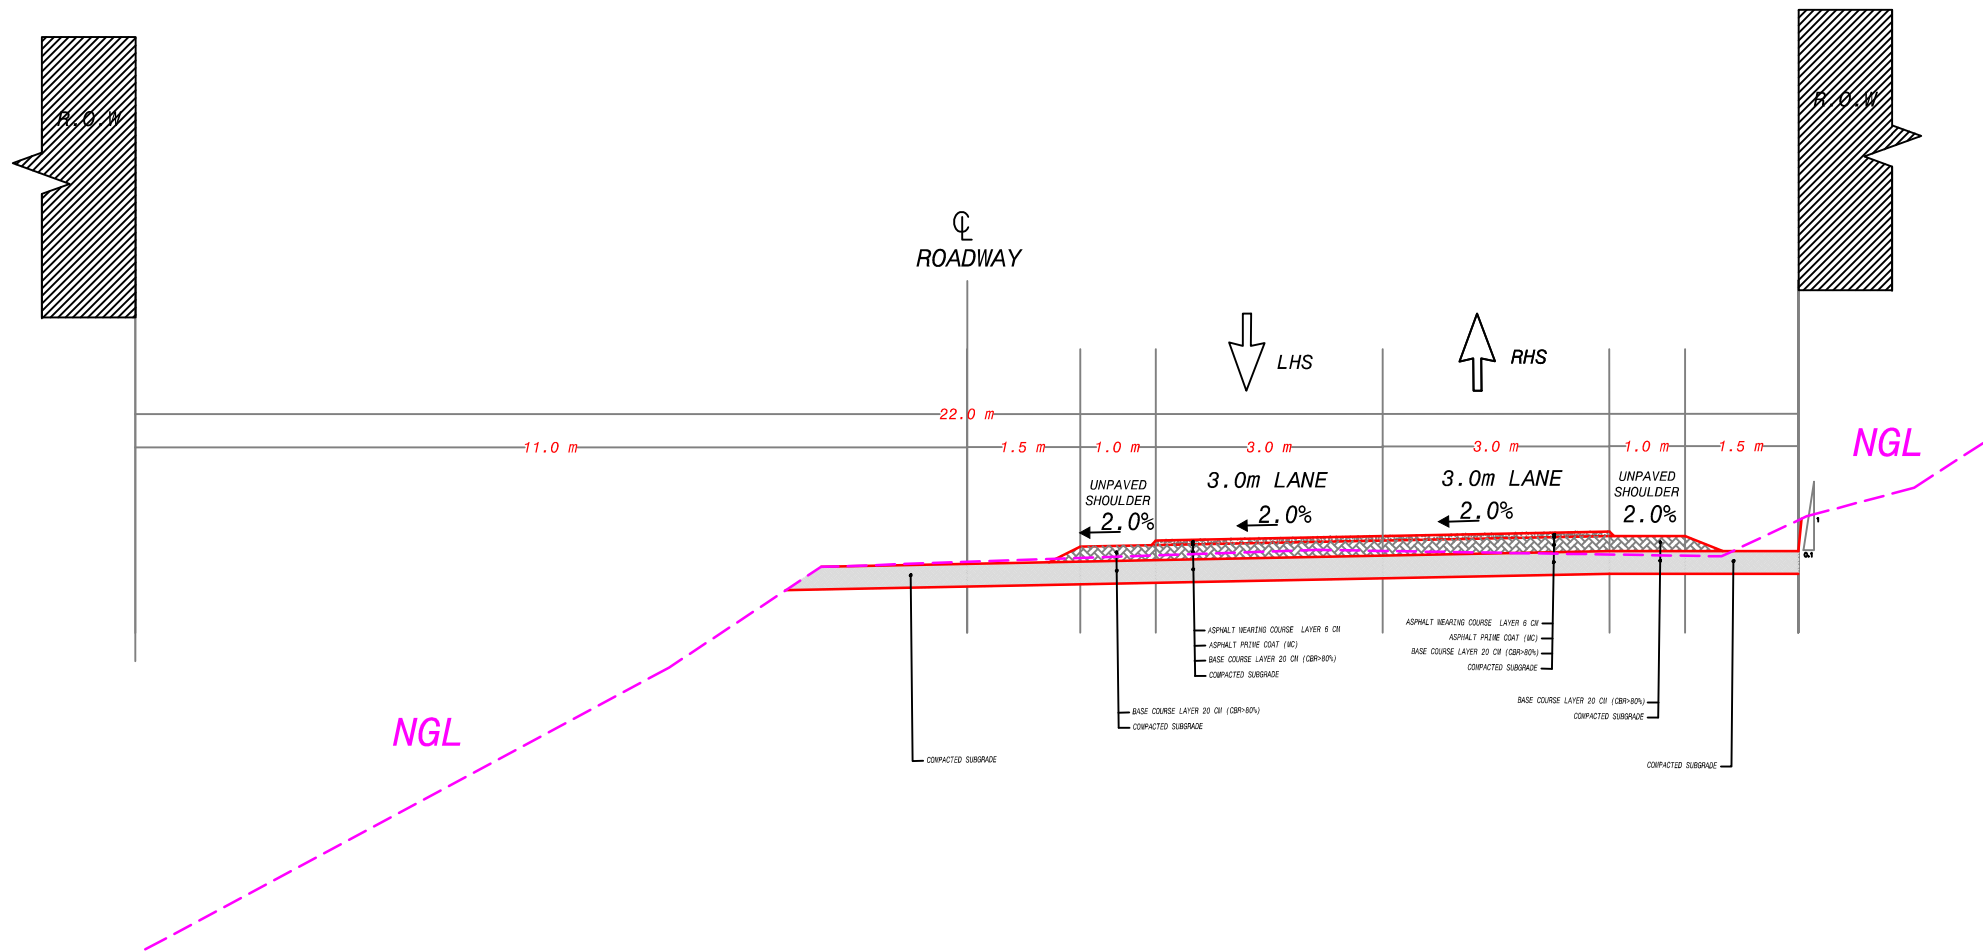 R.O.W
R.O.W
ROADWAY
LHS
RHS
22.0 m
11.0 m
1.5 m
1.0 m
3.0 m
3.0 m
1.0 m
1.5 m
NGL
UNPAVED
SHOULDER
2.0%
3.0m LANE
2.0%
3.0m LANE
2.0%
UNPAVED
SHOULDER
2.0%
1
0.1
ASPHALT WEARING COURSE LAYER 6 CM
ASPHALT PRIME COAT (MC)
BASE COURSE LAYER 20 CM (CBR>80%)
COMPACTED SUBGRADE
ASPHALT WEARING COURSE LAYER 6 CM
ASPHALT PRIME COAT (MC)
BASE COURSE LAYER 20 CM (CBR>80%)
COMPACTED SUBGRADE
BASE COURSE LAYER 20 CM (CBR>80%)
COMPACTED SUBGRADE
BASE COURSE LAYER 20 CM (CBR>80%)
COMPACTED SUBGRADE
NGL
COMPACTED SUBGRADE
COMPACTED SUBGRADE